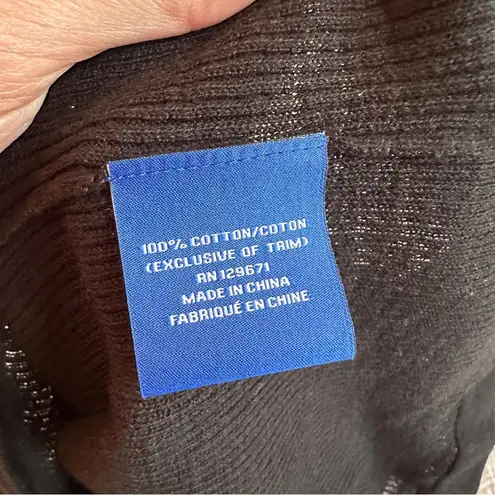 100% COTTON/COTON
(EXCLUSIVE OF TRIM)
RN 129671
MADE IN CHINA
FABRIQUÉ EN CHINE